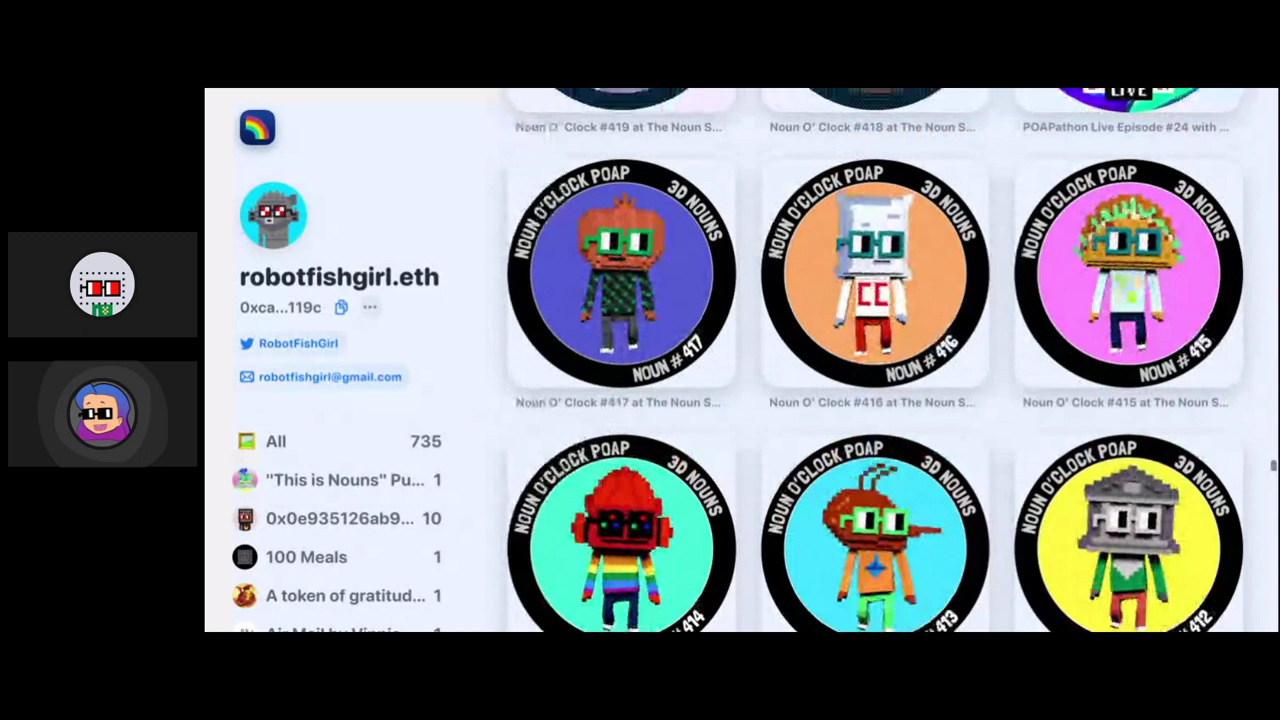 LIVE
Noun O' Clock #419 at The Noun S...
Noun O' Clock #418 at The Noun S...
POAPathon Live Episode #24 with ...
robotfishgirl.eth
0xca...119c
RobotFishGirl
robotfishgirl@gmail.com
All 735
"This is Nouns" Pu... 1
0x0e935126ab9... 10
100 Meals 1
A token of gratitud... 1
NOUN O'CLOCK POAP
3D NOUNS
NOUN # 417
NOUN O'CLOCK POAP
3D NOUNS
CC
NOUN # 416
NOUN O'CLOCK POAP
3D NOUNS
NOUN # 415
Noun O' Clock #417 at The Noun S...
Noun O' Clock #416 at The Noun S...
Noun O' Clock #415 at The Noun S...
NOUN O'CLOCK POAP
3D NOUNS
# 414
NOUN O'CLOCK POAP
3D NOUNS
#413
NOUN O'CLOCK POAP
3D NOUNS
#412